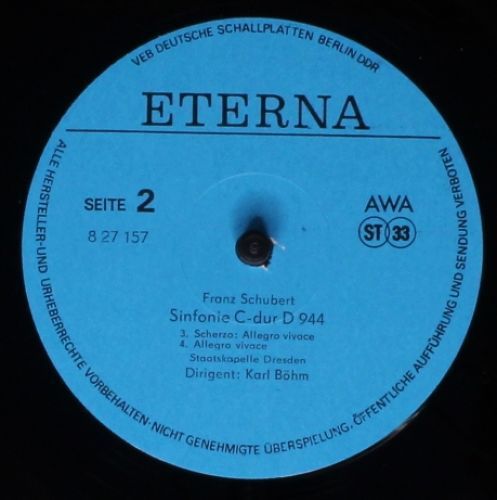 VEB DEUTSCHE SCHALLPLATTEN BERLIN DDR
ETERNA
SEITE 2
8 27 157
AWA
ST 33
Franz Schubert
Sinfonie C-dur D 944
3. Scherzo: Allegro vivace
4. Allegro vivace
Staatskapelle Dresden
Dirigent: Karl Böhm
ALLE HERSTELLER- UND URHEBERRECHTE VORBEHALTEN · NICHT GENEHMIGTE ÜBERSPIELUNG, ÖFFENTLICHE AUFFÜHRUNG UND SENDUNG VERBOTEN